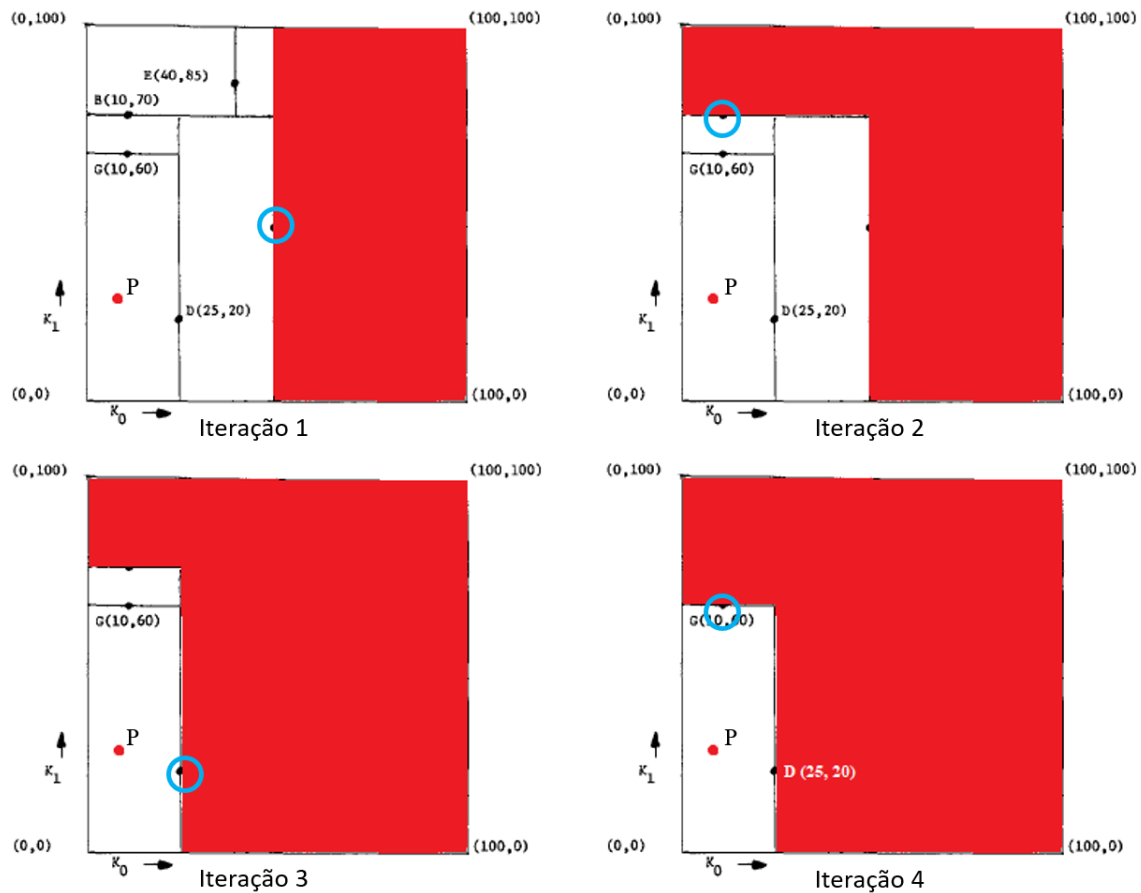 (0,100)
(100,100)
E(40,85)
B(10,70)
G(10,60)
P
D(25,20)
K1
(0,0)
K0
(100,0)
Iteração 1
(0,100)
(100,100)
G(10,60)
P
D(25,20)
K1
(0,0)
K0
(100,0)
Iteração 2
(0,100)
(100,100)
G(10,60)
P
K1
(0,0)
K0
(100,0)
Iteração 3
(0,100)
(100,100)
G(10,60)
P
D (25, 20)
K1
(0,0)
K0
(100,0)
Iteração 4